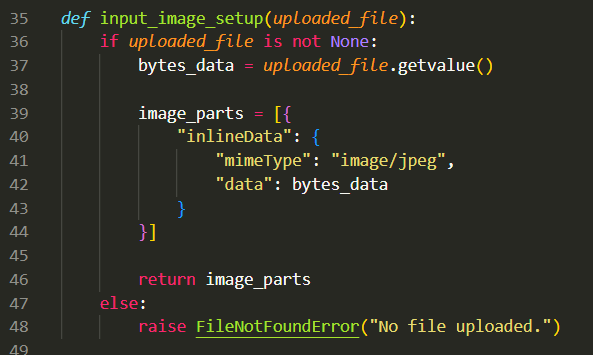 35 def input_image_setup(uploaded_file):
36     if uploaded_file is not None:
37         bytes_data = uploaded_file.getvalue()
38
39         image_parts = [{
40             "inlineData": {
41                 "mimeType": "image/jpeg",
42                 "data": bytes_data
43             }
44         }]
45
46         return image_parts
47     else:
48         raise FileNotFoundError("No file uploaded.")
49